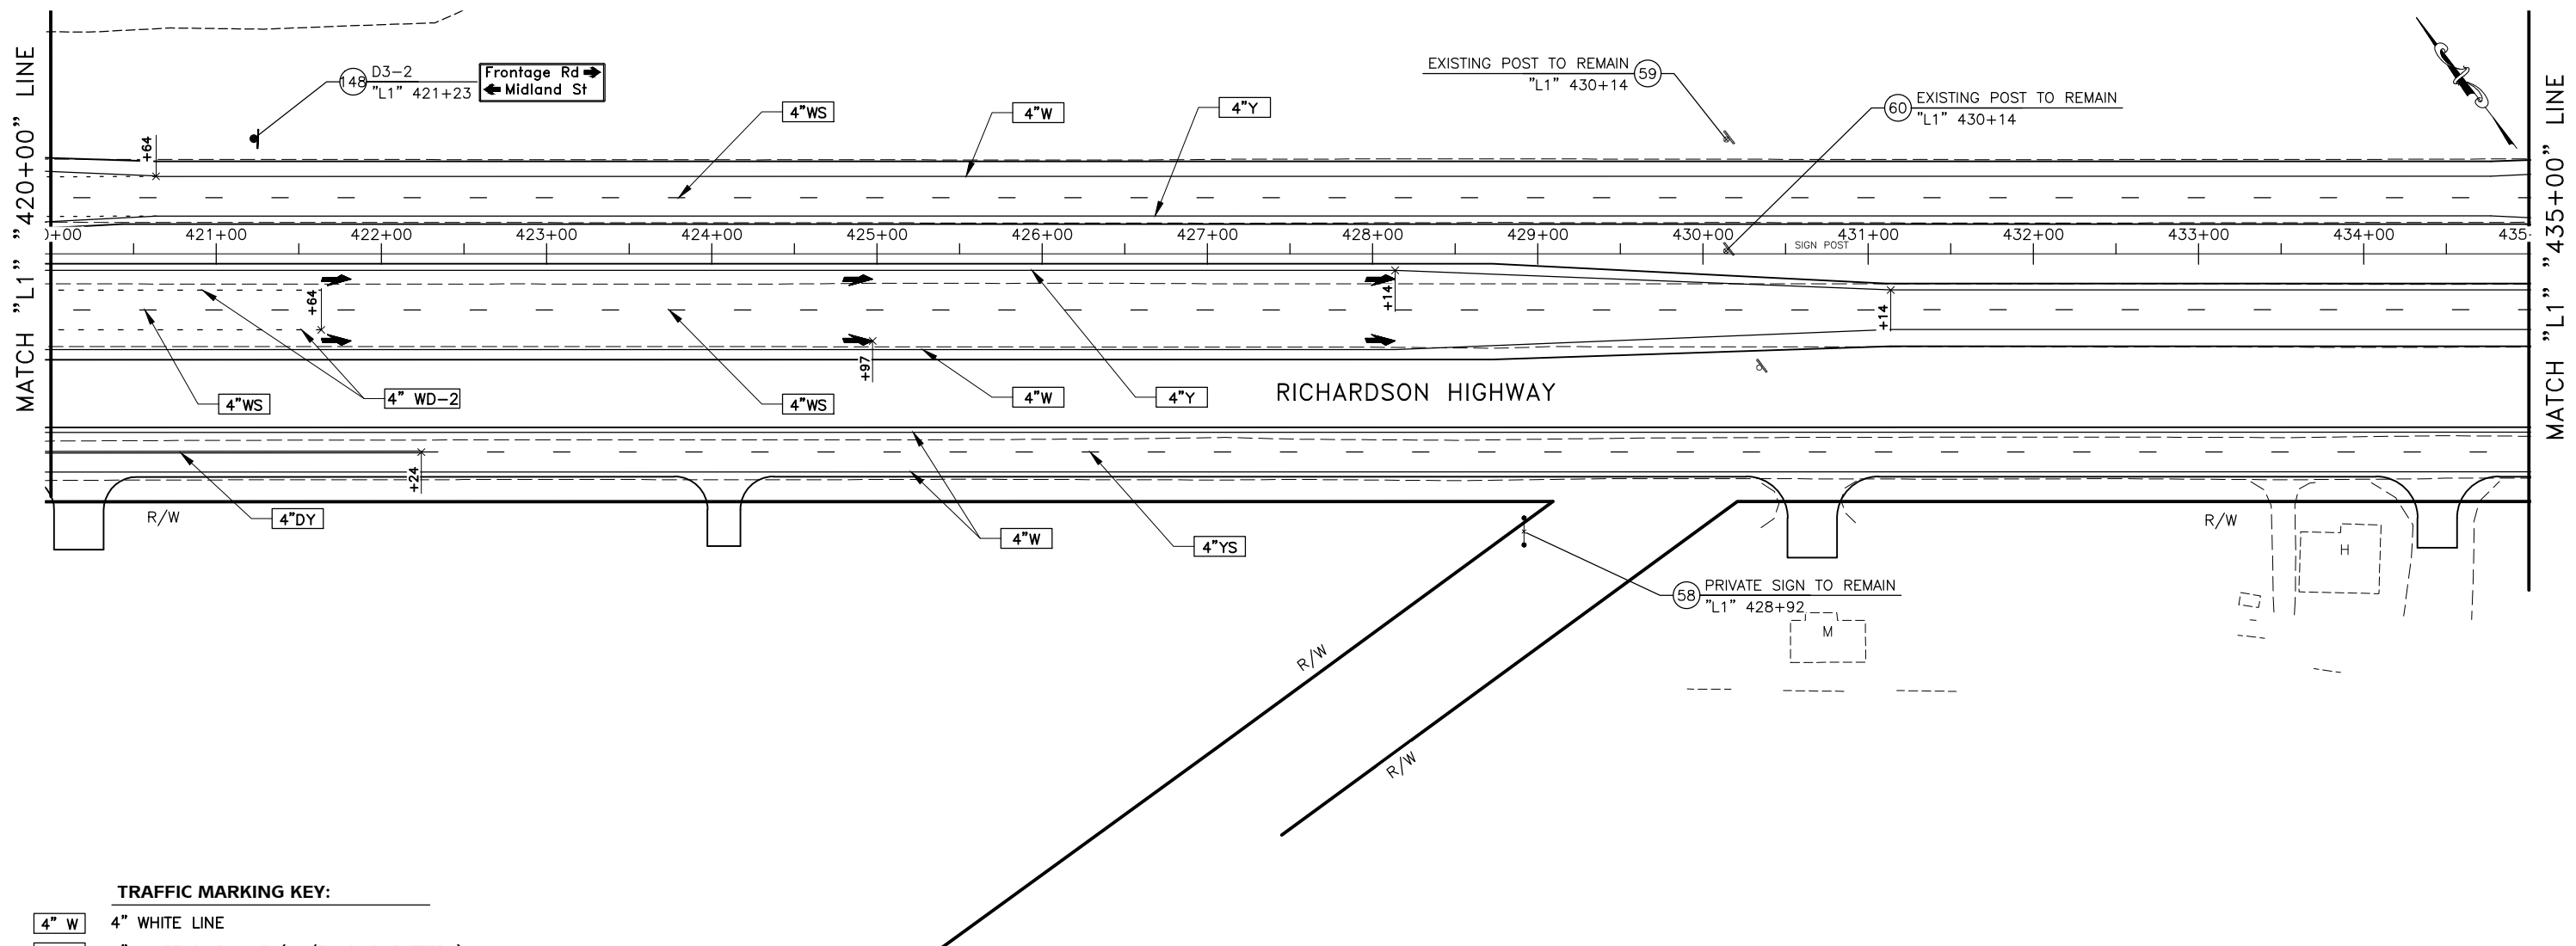 MATCH "L1" "420+00" LINE
148
D3-2
"L1" 421+23
Frontage Rd
Midland St
4"WS
4"W
4"Y
EXISTING POST TO REMAIN
"L1" 430+14
59
60
EXISTING POST TO REMAIN
"L1" 430+14
+64
421+00
422+00
423+00
424+00
425+00
426+00
427+00
428+00
429+00
430+00
431+00
432+00
433+00
434+00
SIGN POST
+64
+14
+14
+97
4"WS
4" WD-2
4"WS
4"W
4"Y
RICHARDSON HIGHWAY
+24
R/W
4"DY
4"W
4"YS
R/W
H
58
PRIVATE SIGN TO REMAIN
"L1" 428+92
M
R/W
R/W
MATCH "L1" "435+00" LINE
TRAFFIC MARKING KEY:
4" W
4" WHITE LINE